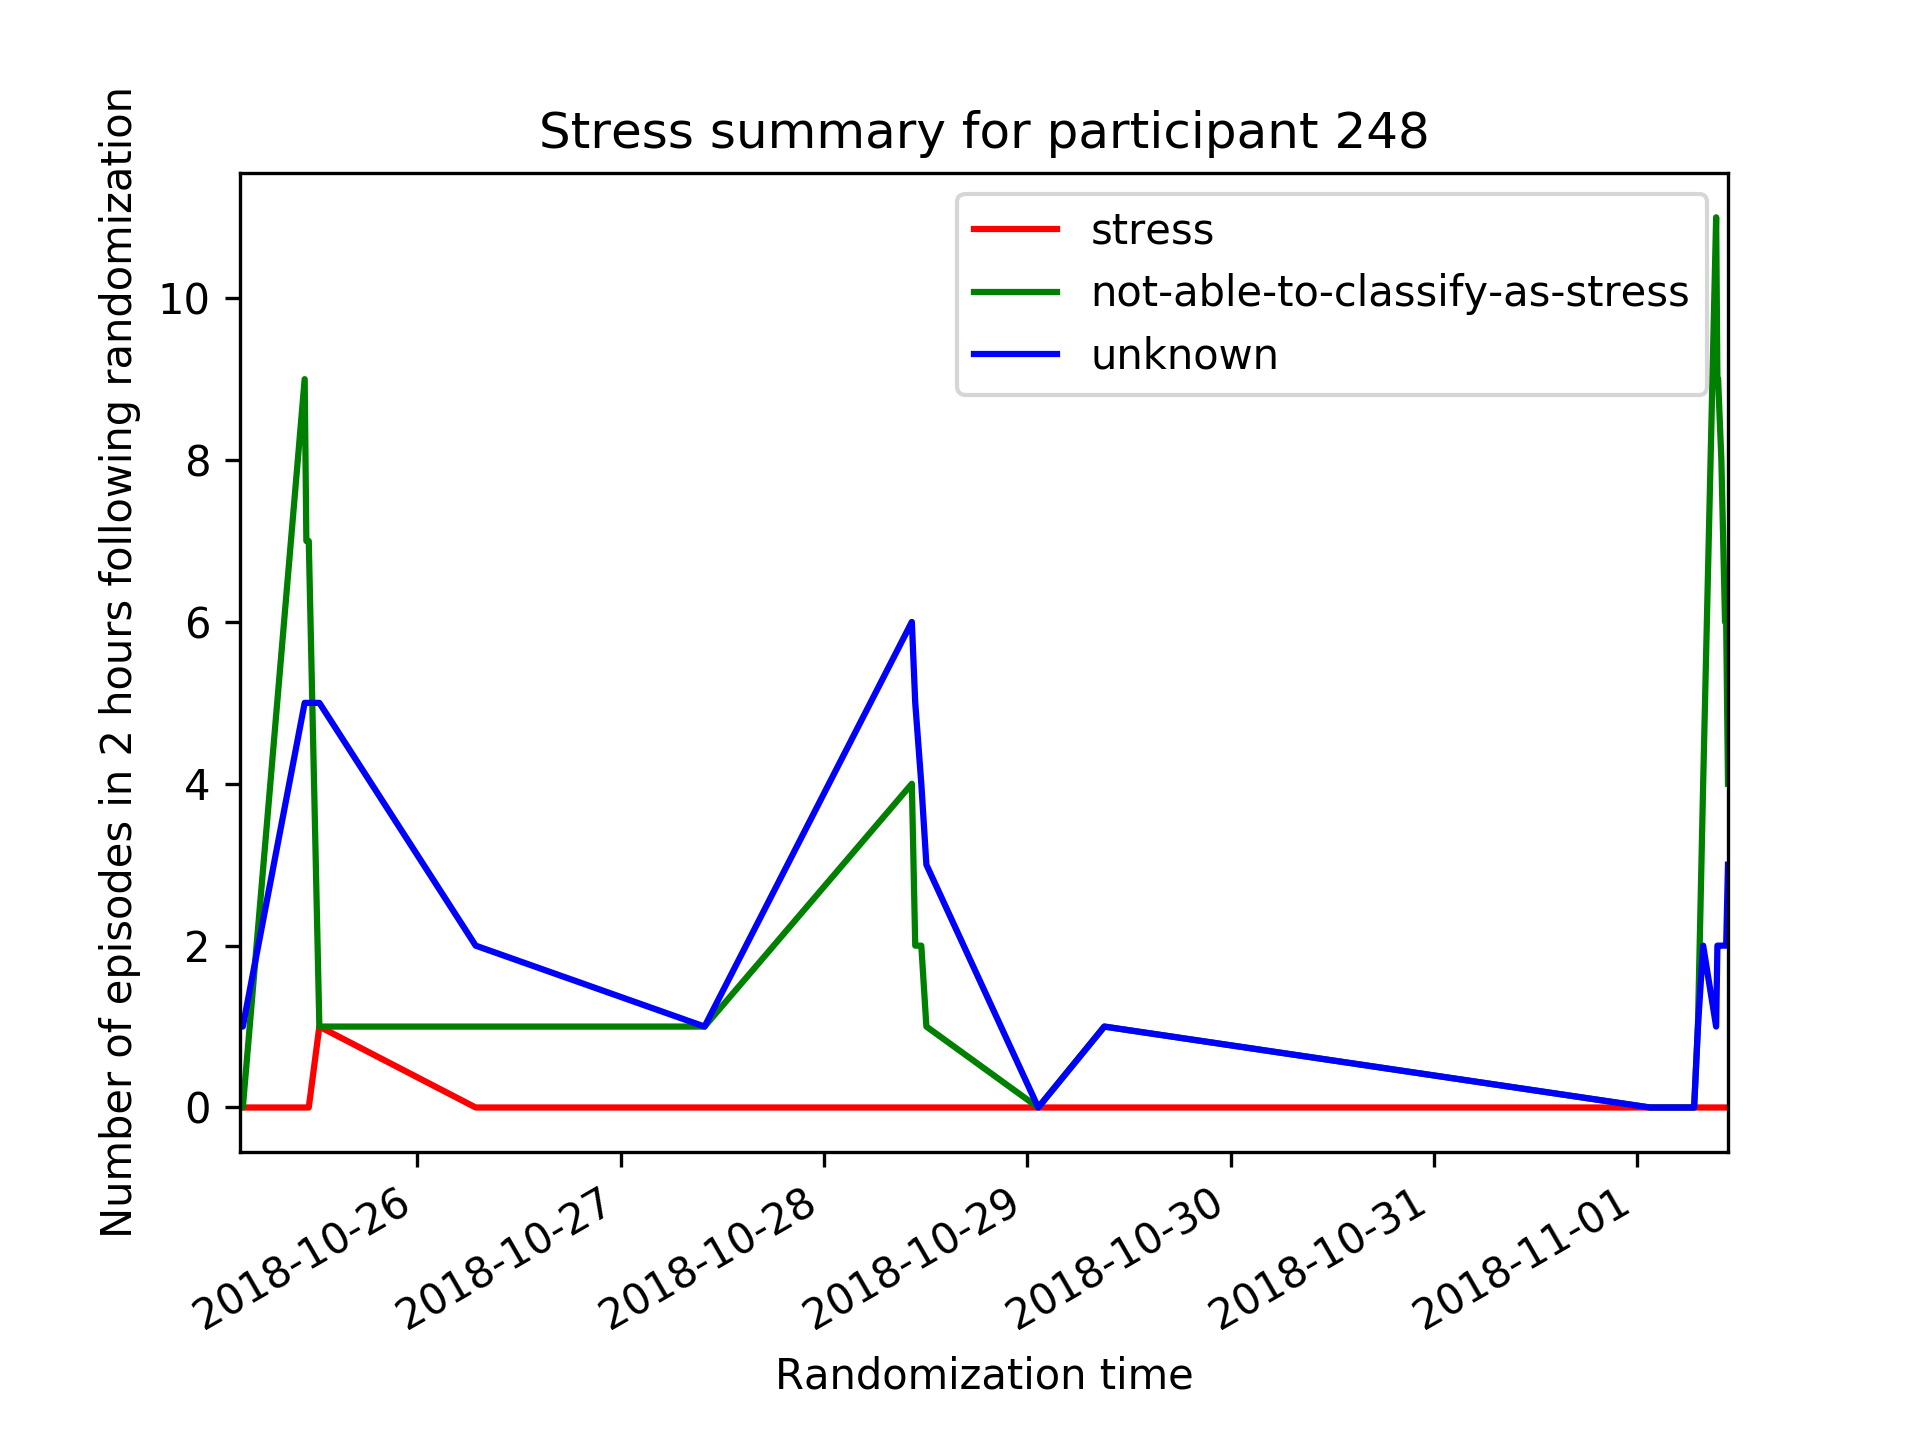 Stress summary for participant 248
stress
not-able-to-classify-as-stress
unknown
Number of episodes in 2 hours following randomization
10
8
6
4
2
0
2018-10-26
2018-10-27
2018-10-28
2018-10-29
2018-10-30
2018-10-31
2018-11-01
Randomization time